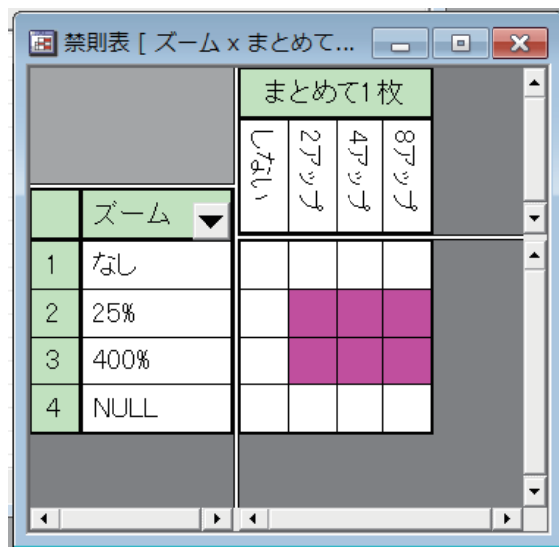 禁則表 [ ズーム x まとめて...
まとめて1枚
しない
2アップ
4アップ
8アップ
ズーム
1 なし
2 25%
3 400%
4 NULL